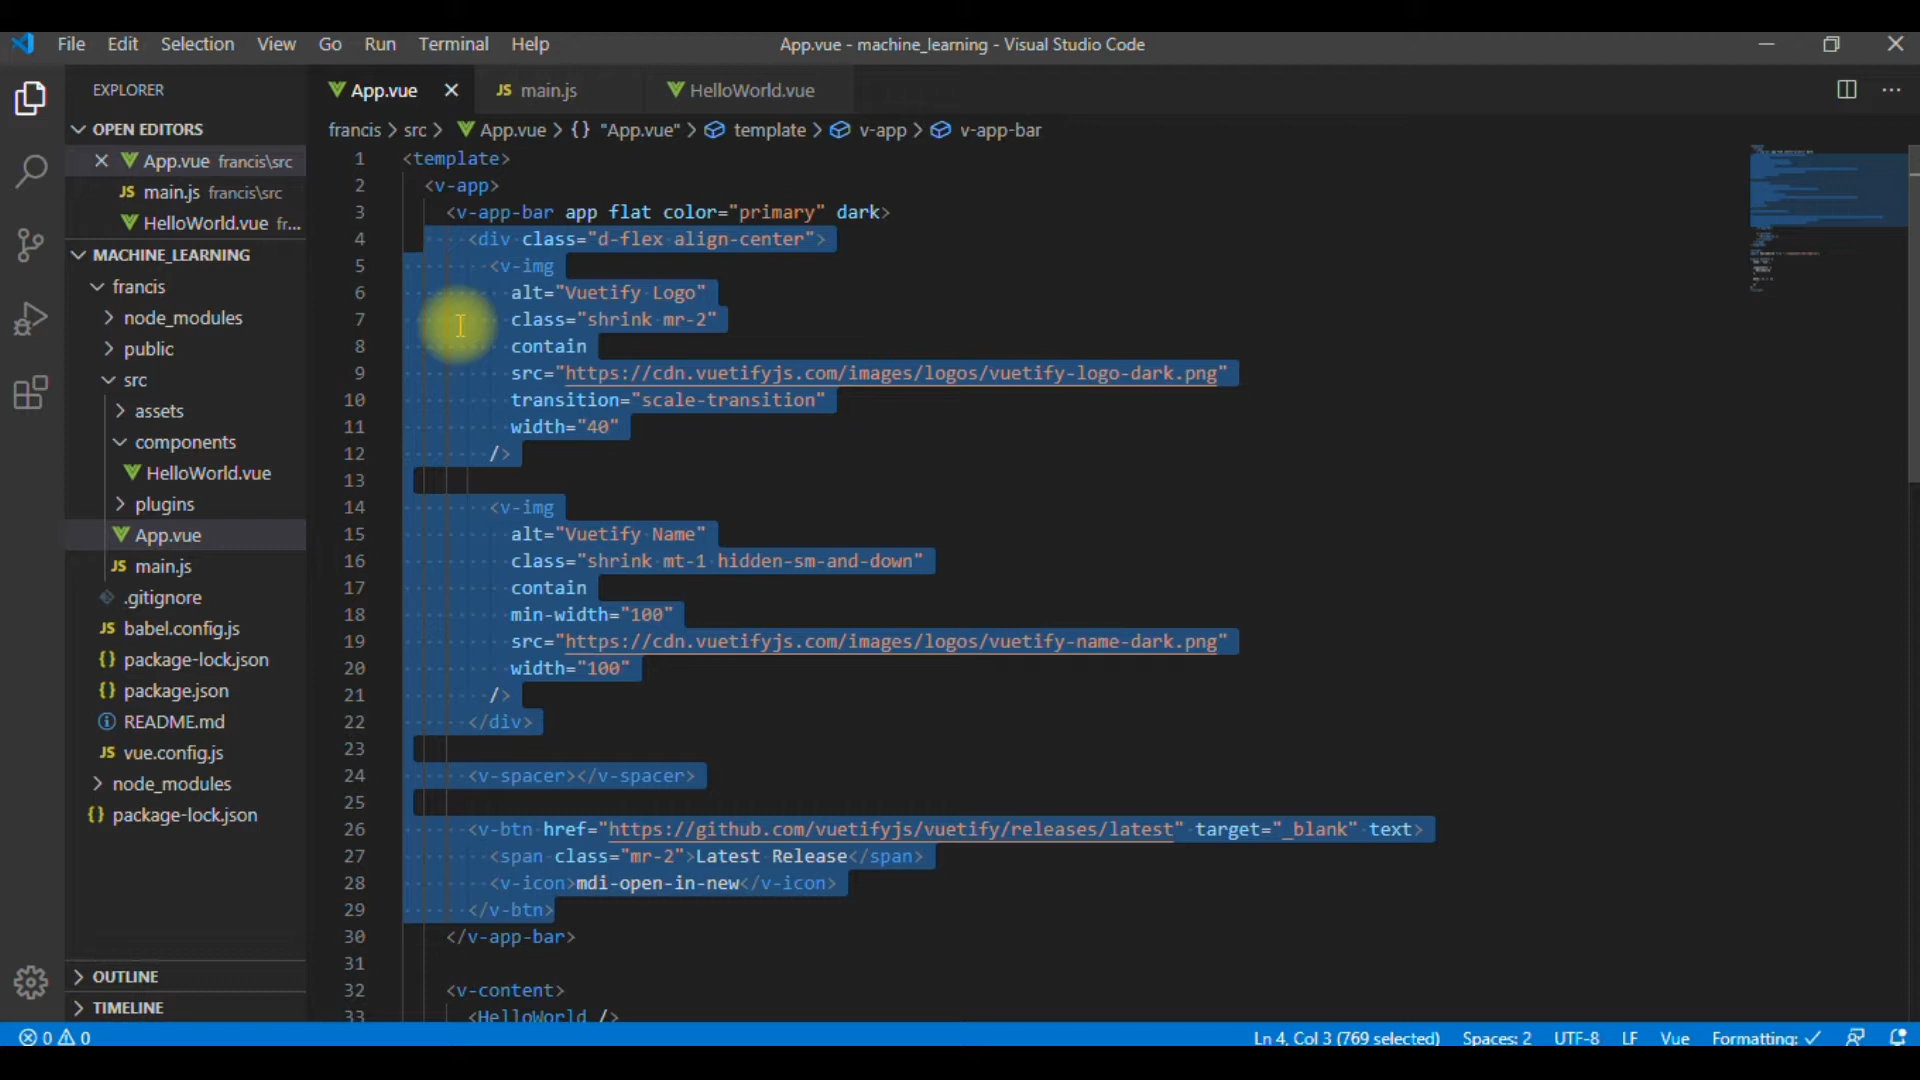 File Edit Selection View Go Run Terminal Help App.vue - machine_learning - Visual Studio Code
EXPLORER
OPEN EDITORS
App.vue francis\src
JS main.js francis\src
HelloWorld.vue fr...
MACHINE_LEARNING
francis
node_modules
public
src
assets
components
HelloWorld.vue
plugins
App.vue
JS main.js
.gitignore
JS babel.config.js
{} package-lock.json
{} package.json
README.md
JS vue.config.js
node_modules
{} package-lock.json
OUTLINE
TIMELINE
App.vue JS main.js HelloWorld.vue
francis > src > App.vue > {} "App.vue" > template > v-app > v-app-bar
1 <template>
2 <v-app>
3 <v-app-bar app flat color="primary" dark>
4 <div class="d-flex align-center">
5 <v-img
6 alt="Vuetify Logo"
7 class="shrink mr-2"
8 contain
9 src="https://cdn.vuetifyjs.com/images/logos/vuetify-logo-dark.png"
10 transition="scale-transition"
11 width="40"
12 />
13
14 <v-img
15 alt="Vuetify Name"
16 class="shrink mt-1 hidden-sm-and-down"
17 contain
18 min-width="100"
19 src="https://cdn.vuetifyjs.com/images/logos/vuetify-name-dark.png"
20 width="100"
21 />
22 </div>
23
24 <v-spacer></v-spacer>
25
26 <v-btn href="https://github.com/vuetifyjs/vuetify/releases/latest" target="_blank" text>
27 <span class="mr-2">Latest Release</span>
28 <v-icon>mdi-open-in-new</v-icon>
29 </v-btn>
30 </v-app-bar>
31
32 <v-content>
33 <HelloWorld />
0 0 Ln 4, Col 3 (769 selected) Spaces: 2 UTF-8 LF Vue Formatting: ✓